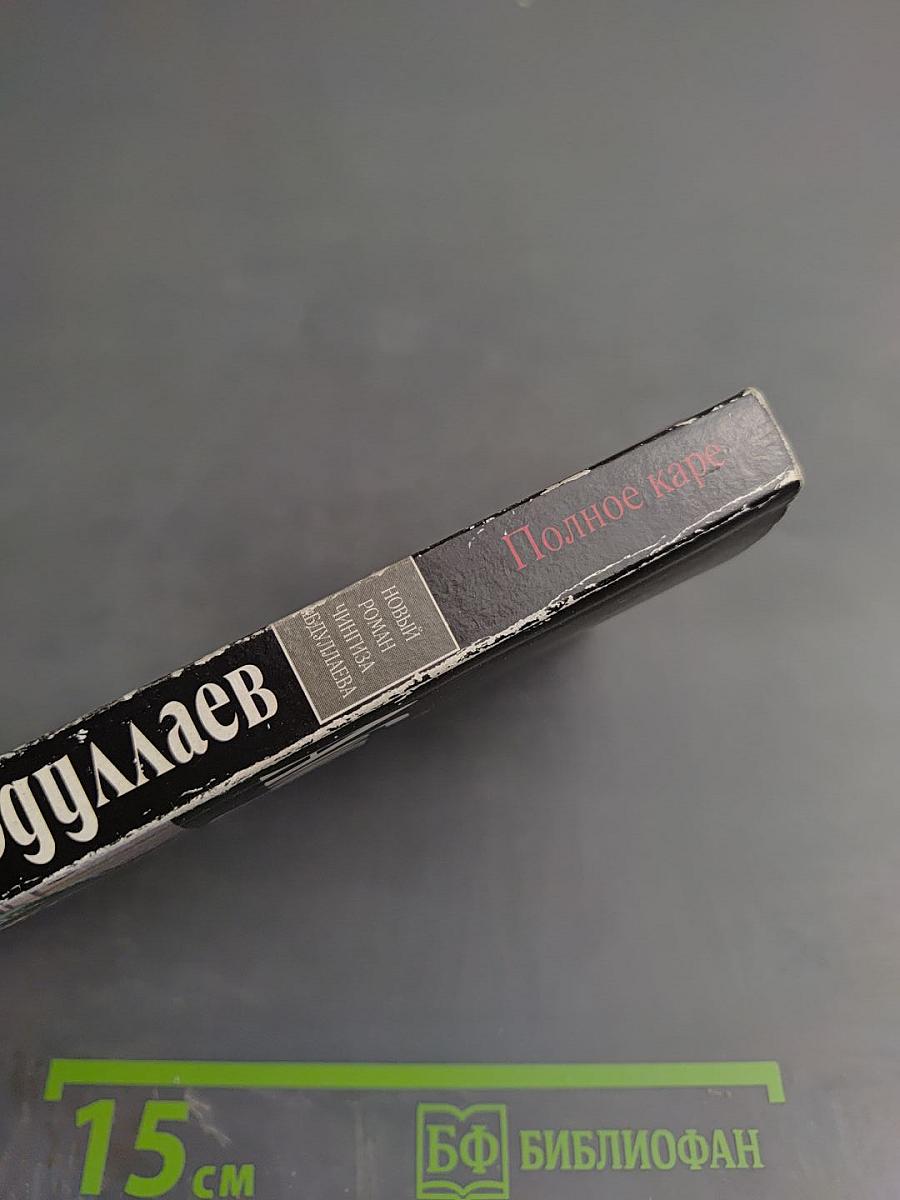 Полное каре
НОВЫЙ
РОМАН
ЧИНГИЗА
АБДУЛЛАЕВА
дуллаев
15 см
БФ БИБЛИОФАН